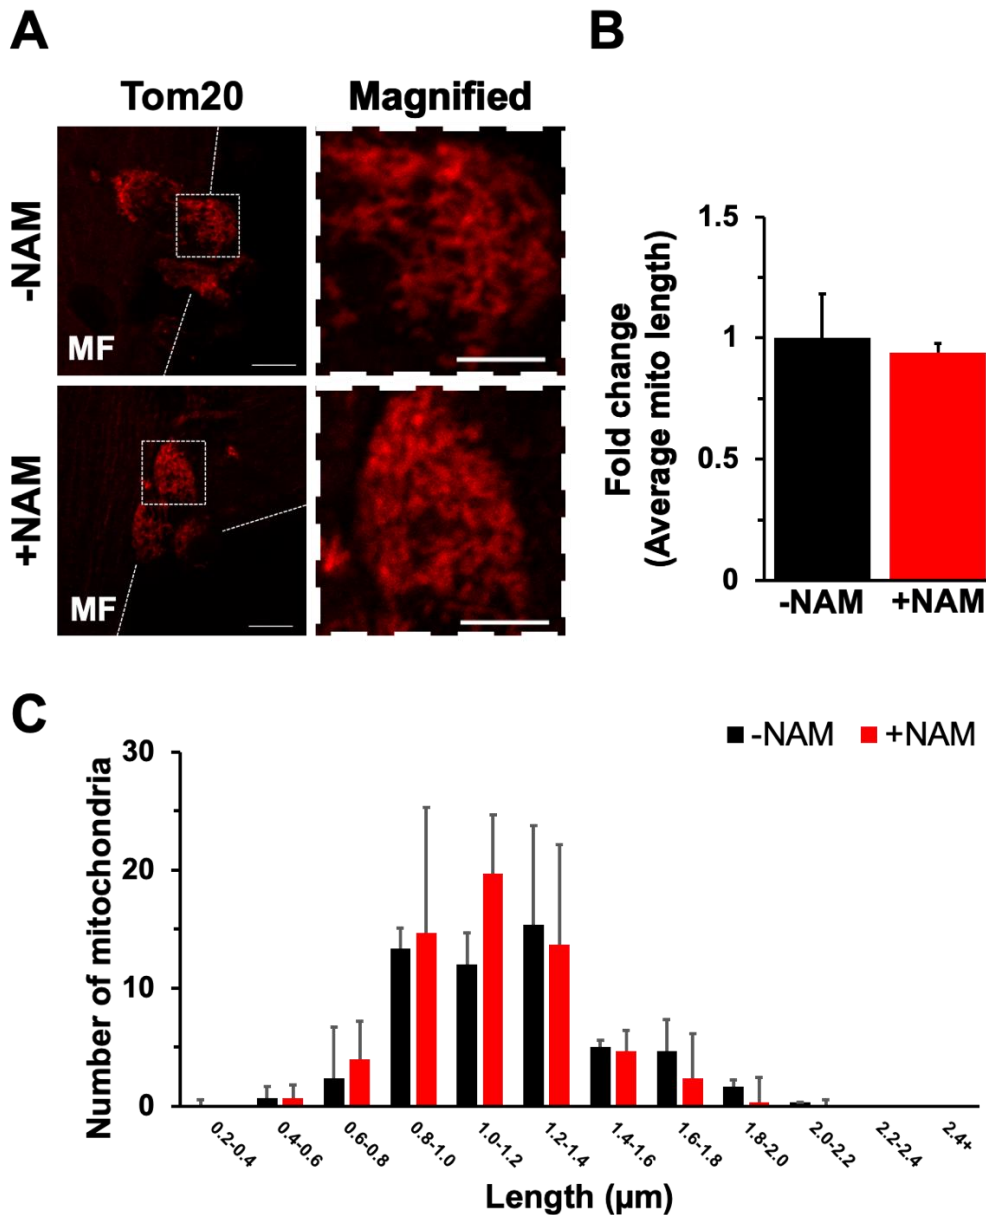 A
B
Tom20
Magnified
-NAM
MF
+NAM
MF
Fold change
(Average mito length)
1.5
1
0.5
0
-NAM
+NAM
C
-NAM
+NAM
Number of mitochondria
30
20
10
0
0.2-0.4
0.4-0.6
0.6-0.8
0.8-1.0
1.0-1.2
1.2-1.4
1.4-1.6
1.6-1.8
1.8-2.0
2.0-2.2
2.2-2.4
2.4+
Length (µm)